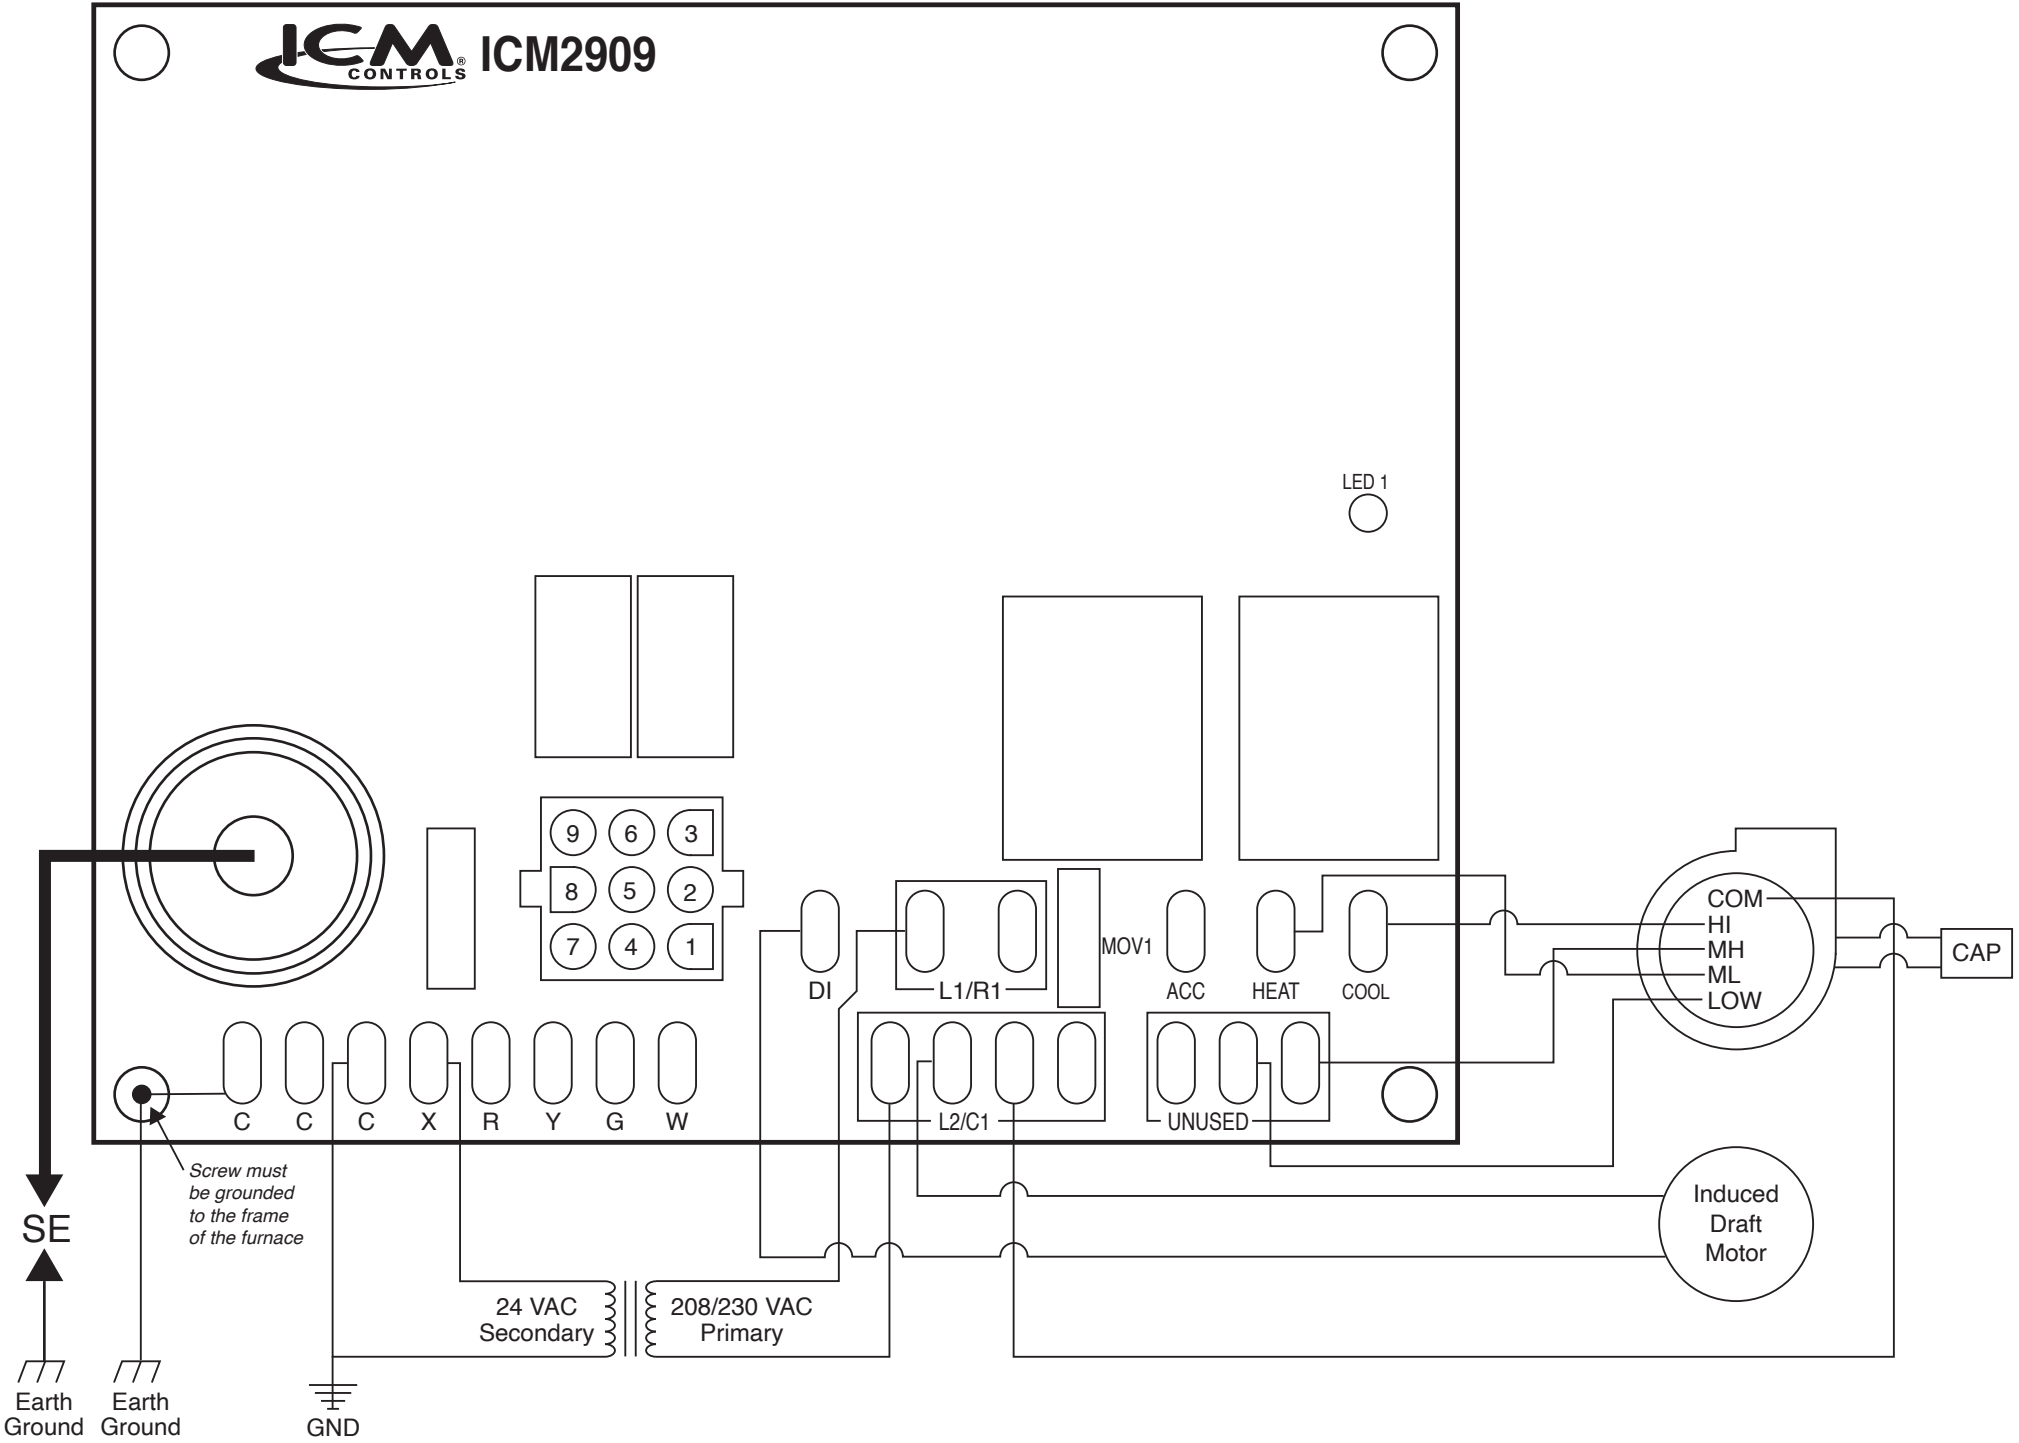 ICM® CONTROLS ICM2909
LED 1
9 6 3
8 5 2
7 4 1
MOV1
DI
L1/R1
ACC
HEAT
COOL
COM
HI
MH
ML
LOW
CAP
C C C X R Y G W
L2/C1
UNUSED
Screw must
be grounded
to the frame
of the furnace
SE
Induced
Draft
Motor
24 VAC
Secondary
208/230 VAC
Primary
Earth
Ground
Earth
Ground
GND